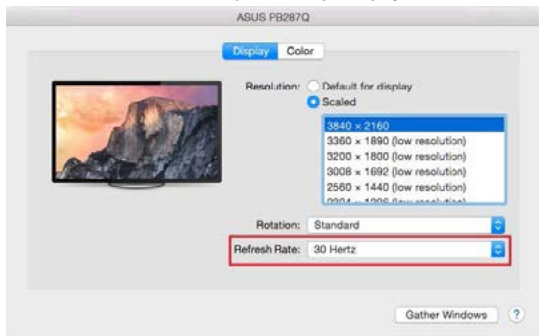 ASUS PB287Q
Display Color
Resolution: Default for display
Scaled
3840 × 2160
3360 × 1890 (low resolution)
3200 × 1800 (low resolution)
3008 × 1692 (low resolution)
2560 × 1440 (low resolution)
Rotation: Standard
Refresh Rate: 30 Hertz
Gather Windows ?